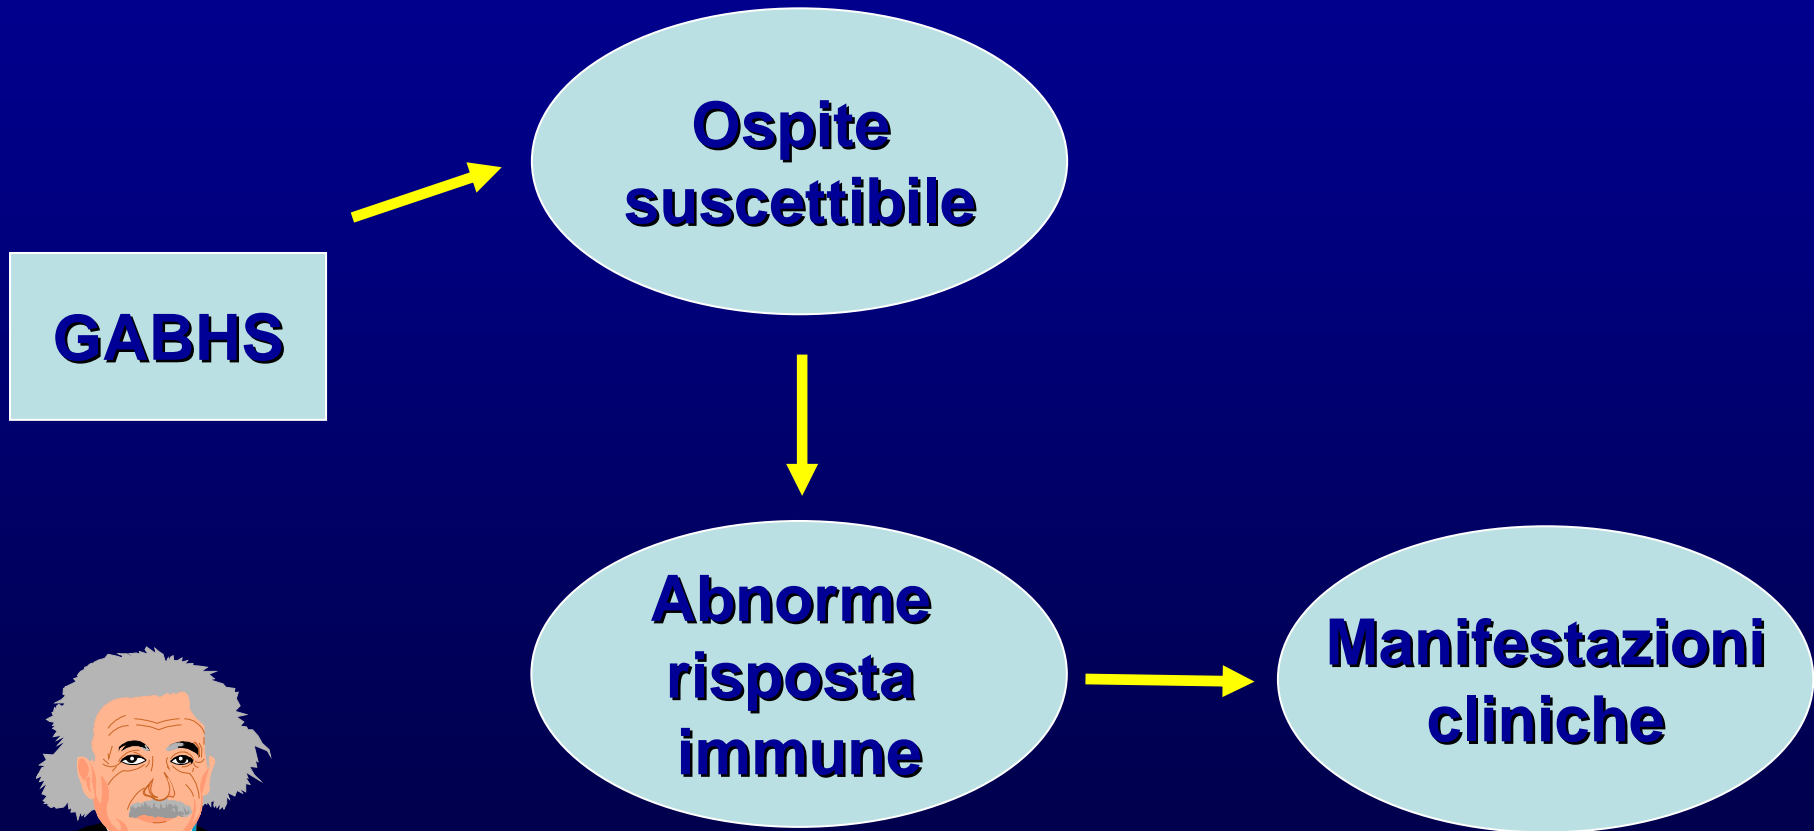 Ospite
suscettibile
GABHS
Abnorme
risposta
immune
Manifestazioni
cliniche